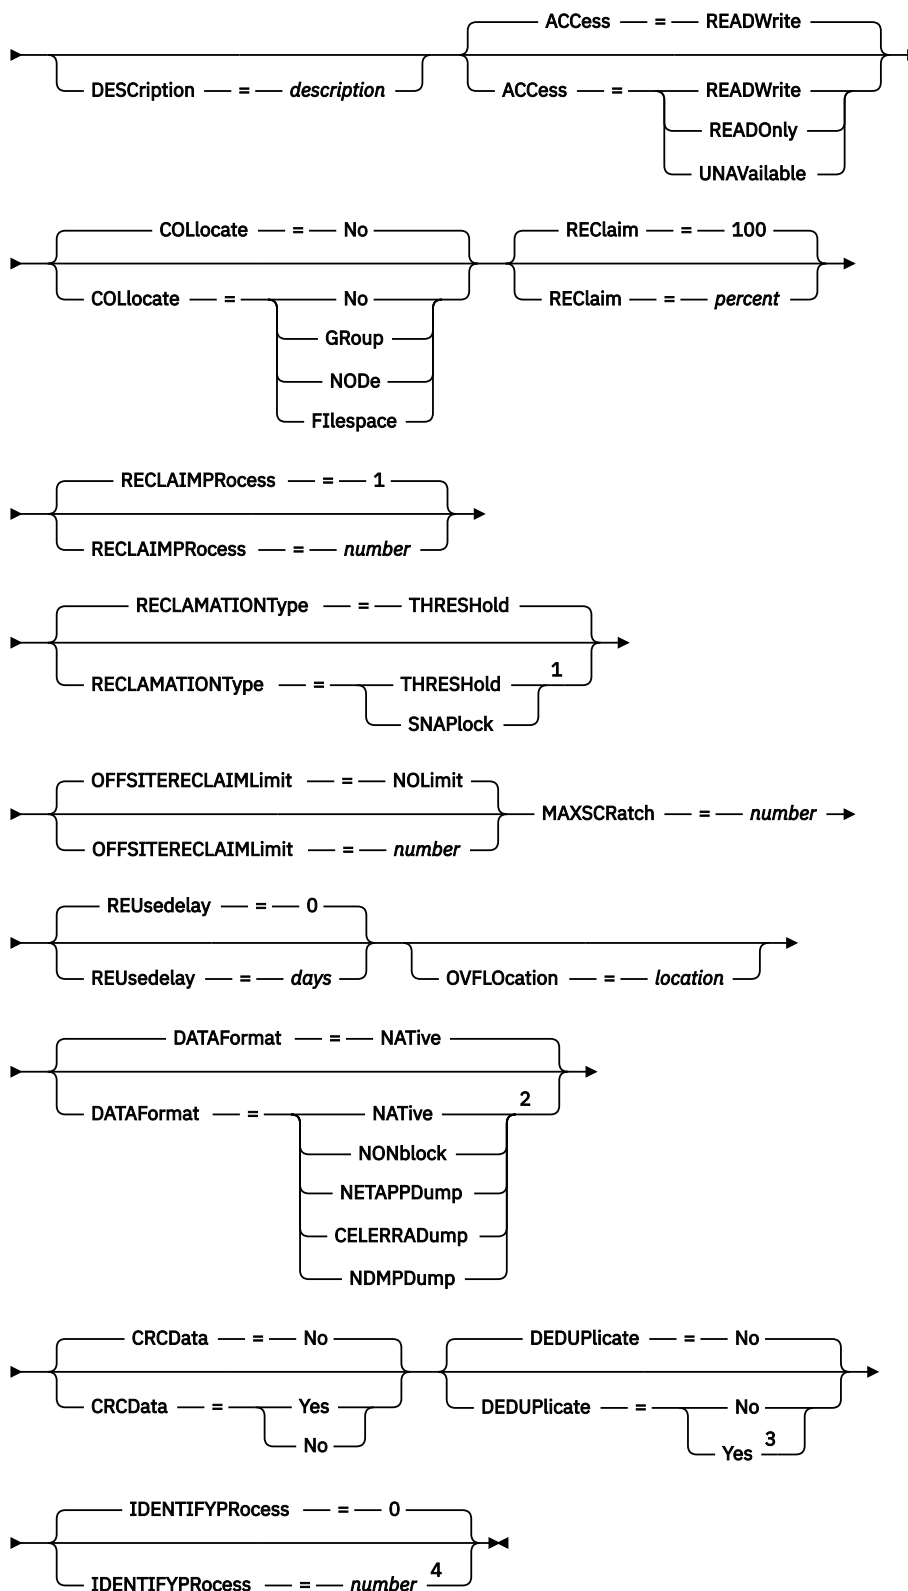 ACCess = READWrite
DESCription = description ACCess = READWrite
READOnly
UNAVailable
COLlocate = No REClaim = 100
COLlocate = No REClaim = percent
GRoup
NODe
FIlespace
RECLAIMPRocess = 1
RECLAIMPRocess = number
RECLAMATIONType = THRESHold
RECLAMATIONType = THRESHold 1
SNAPlock
OFFSITERECLAIMLimit = NOLimit
MAXSCRatch = number
OFFSITERECLAIMLimit = number
REUsedelay = 0
REUsedelay = days OVFLOcation = location
DATAFormat = NATive
DATAFormat = NATive 2
NONblock
NETAPPDump
CELERRADump
NDMPDump
CRCData = No DEDUPlicate = No
CRCData = Yes DEDUPlicate = No
No Yes 3
IDENTIFYPRocess = 0
IDENTIFYPRocess = number 4